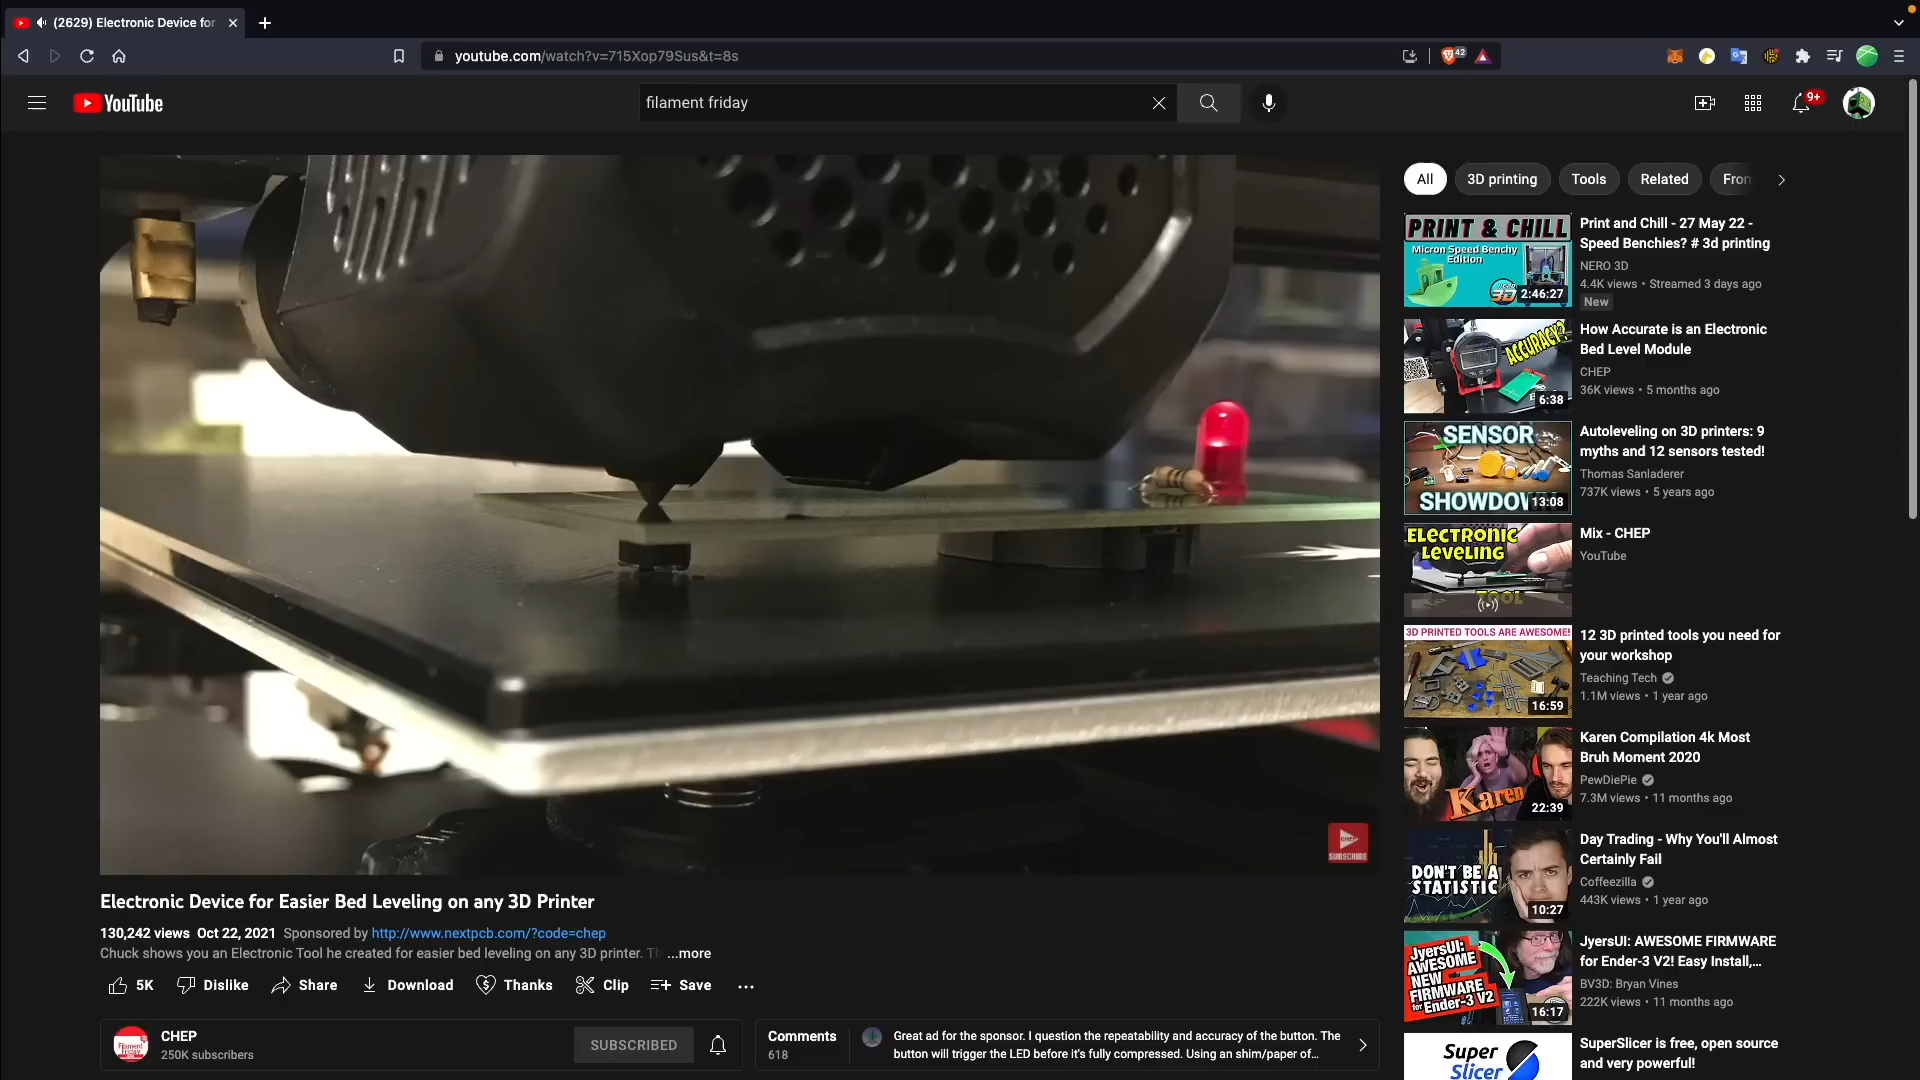 (2629) Electronic Device for
youtube.com/watch?v=715Xop79Sus&t=8s
42
YouTube
filament friday
9+
SUBSCRIBE
Electronic Device for Easier Bed Leveling on any 3D Printer
130,242 views Oct 22, 2021 Sponsored by http://www.nextpcb.com/?code=chep
Chuck shows you an Electronic Tool he created for easier bed leveling on any 3D printer. Th ...more
5K Dislike Share Download Thanks Clip Save
Filament
Friday
CHEP
250K subscribers
SUBSCRIBED
Comments
618
Great ad for the sponsor. I question the repeatability and accuracy of the button. The
button will trigger the LED before it's fully compressed. Using an shim/paper of...
All 3D printing Tools Related From
PRINT & CHILL
Micron Speed Benchy
Edition
3D
2:46:27
Print and Chill - 27 May 22 -
Speed Benchies? # 3d printing
NERO 3D
4.4K views • Streamed 3 days ago
New
ACCURACY?
6:38
How Accurate is an Electronic
Bed Level Module
CHEP
36K views • 5 months ago
SENSOR
SHOWDOW
13:08
Autoleveling on 3D printers: 9
myths and 12 sensors tested!
Thomas Sanladerer
737K views • 5 years ago
ELECTRONIC
LEVELING
TOOL
Mix - CHEP
YouTube
3D PRINTED TOOLS ARE AWESOME!
16:59
12 3D printed tools you need for
your workshop
Teaching Tech
1.1M views • 1 year ago
Karen
22:39
Karen Compilation 4k Most
Bruh Moment 2020
PewDiePie
7.3M views • 11 months ago
DON'T BE A
STATISTIC
10:27
Day Trading - Why You'll Almost
Certainly Fail
Coffeezilla
443K views • 1 year ago
JyersUI:
AWESOME
NEW
FIRMWARE
for Ender-3 V2
16:17
JyersUI: AWESOME FIRMWARE
for Ender-3 V2! Easy Install,...
BV3D: Bryan Vines
222K views • 11 months ago
Super
Slicer
SuperSlicer is free, open source
and very powerful!